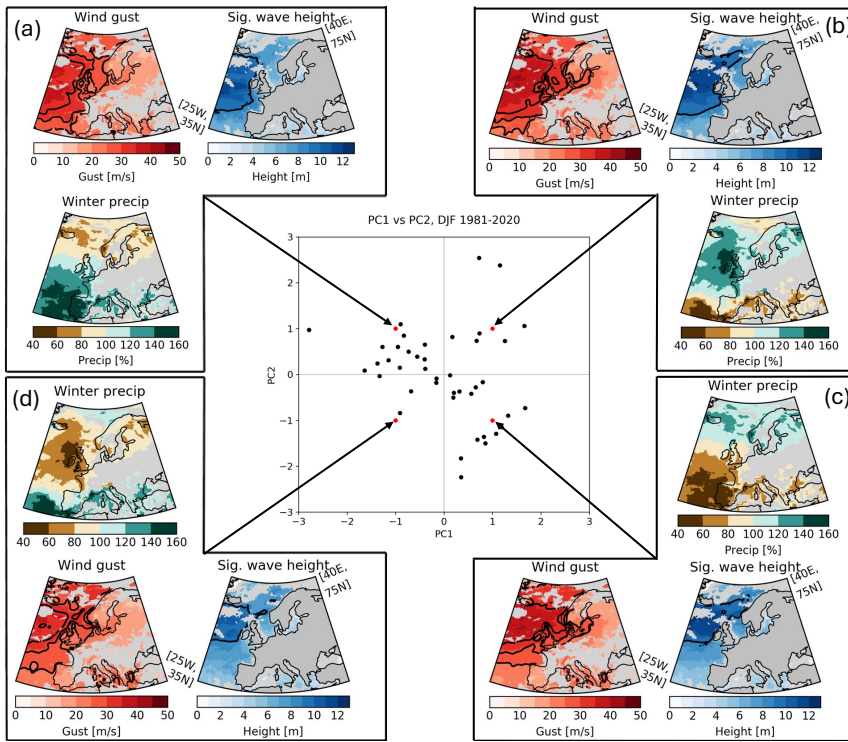 (a)
Wind gust
Sig. wave height
[40E,
75N]
[25W,
35N]
0 10 20 30 40 50
Gust [m/s]
0 2 4 6 8 10 12
Height [m]
Winter precip
40 60 80 100 120 140 160
Precip [%]
(b)
Wind gust
Sig. wave height
[40E,
75N]
[25W,
35N]
0 10 20 30 40 50
Gust [m/s]
0 2 4 6 8 10 12
Height [m]
Winter precip
40 60 80 100 120 140 160
Precip [%]
PC1 vs PC2, DJF 1981-2020
3
2
1
0
−1
−2
−3
PC2
−3 −2 −1 0 1 2 3
PC1
(d)
Winter precip
40 60 80 100 120 140 160
Precip [%]
Wind gust
Sig. wave height
[40E,
75N]
[25W,
35N]
0 10 20 30 40 50
Gust [m/s]
0 2 4 6 8 10 12
Height [m]
(c)
Winter precip
40 60 80 100 120 140 160
Precip [%]
Wind gust
Sig. wave height
[40E,
75N]
[25W,
35N]
0 10 20 30 40 50
Gust [m/s]
0 2 4 6 8 10 12
Height [m]